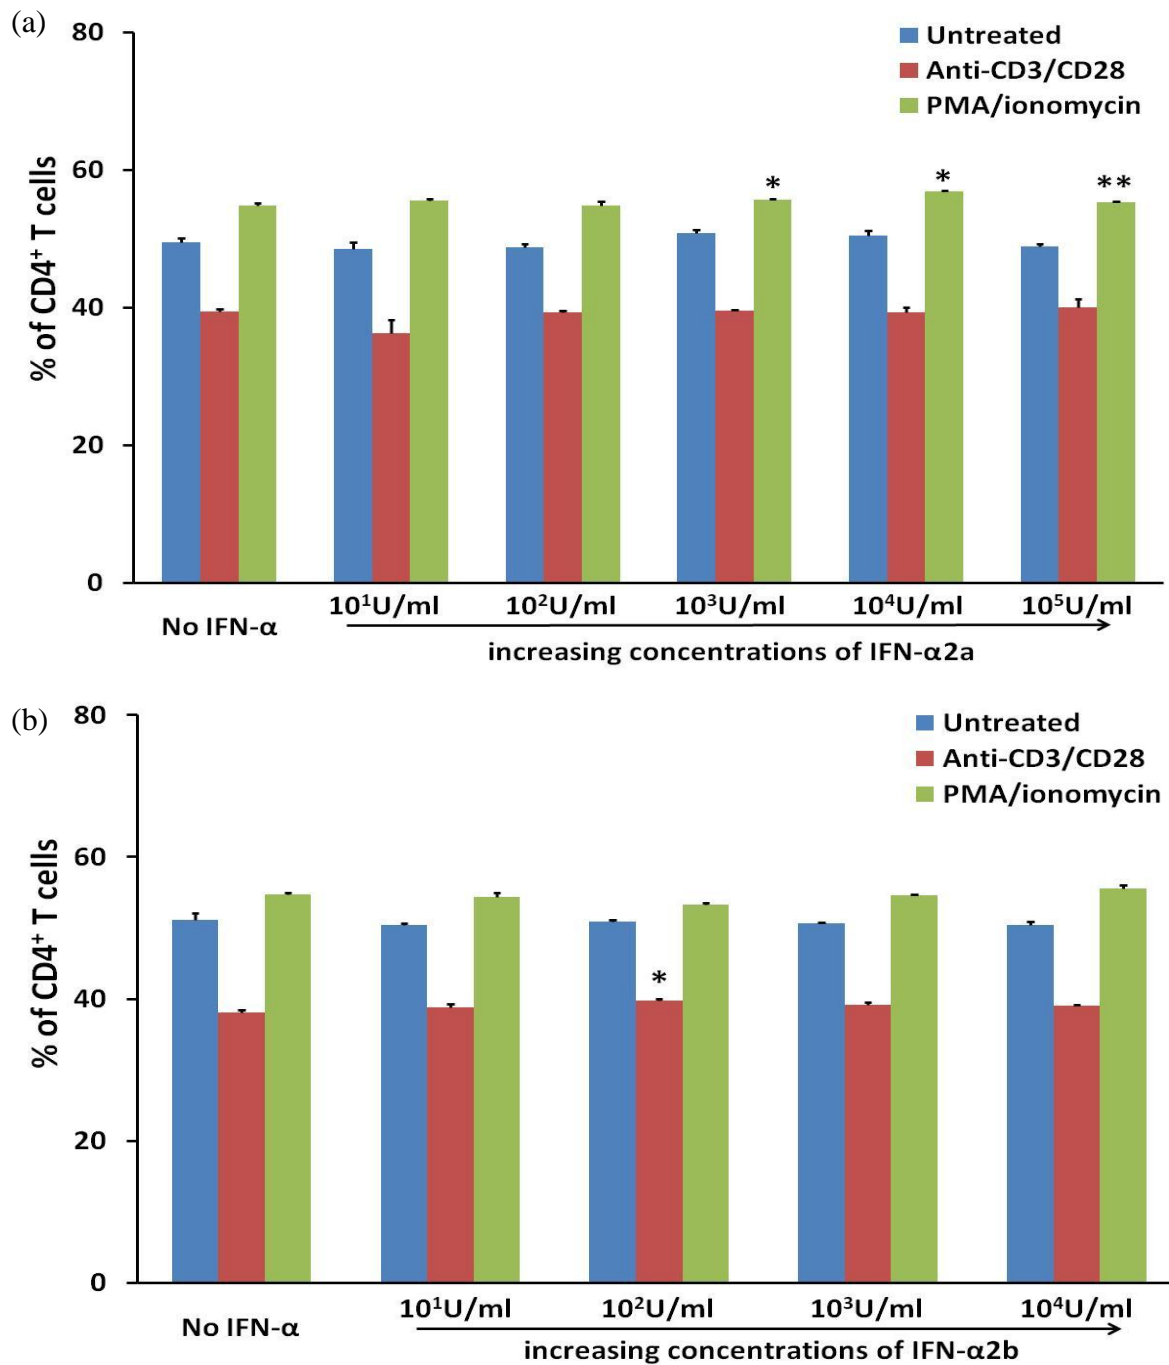 (a)
80
60
40
20
0
% of CD4⁺ T cells
Untreated
Anti-CD3/CD28
PMA/ionomycin
*
*
**
No IFN-α
10¹U/ml
10²U/ml
10³U/ml
10⁴U/ml
10⁵U/ml
increasing concentrations of IFN-α2a
(b)
80
60
40
20
0
% of CD4⁺ T cells
Untreated
Anti-CD3/CD28
PMA/ionomycin
*
No IFN-α
10¹U/ml
10²U/ml
10³U/ml
10⁴U/ml
increasing concentrations of IFN-α2b